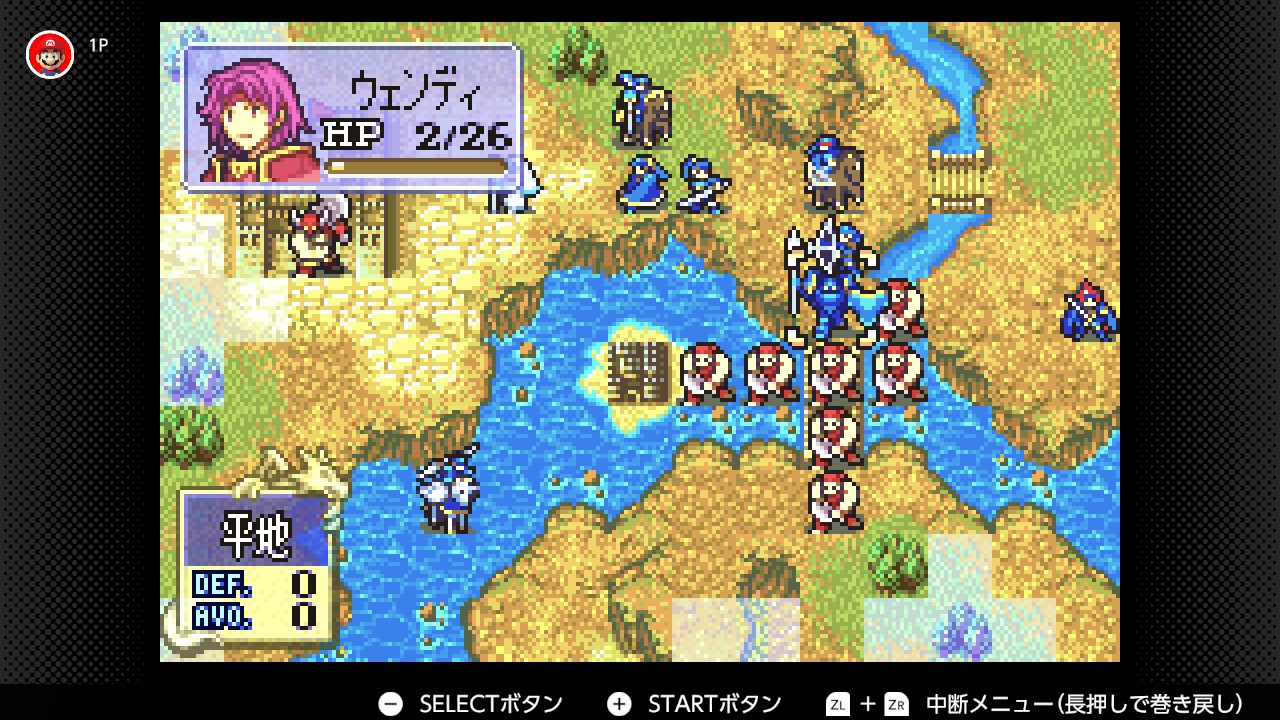 1P
ウェンディ
HP 2/26
平地
DEF. 0
AVO. 0
− SELECTボタン + STARTボタン ZL + ZR 中断メニュー(長押しで巻き戻し)